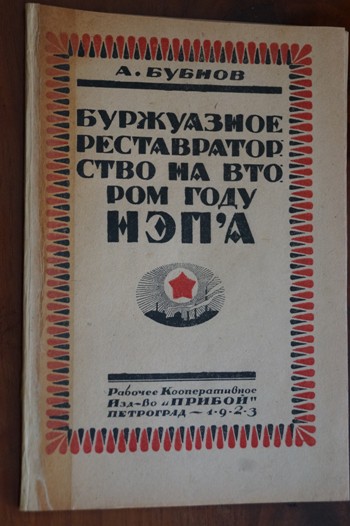 А. БУБНОВ
БУРЖУАЗНОЕ
РЕСТАВРАТОР.
СТВО НА ВТО.
РОМ ГОДУ
НЭП'А
Рабочее Кооперативное
Изд-во „ПРИБОЙ"
ПЕТРОГРАД — 1-9-2-3